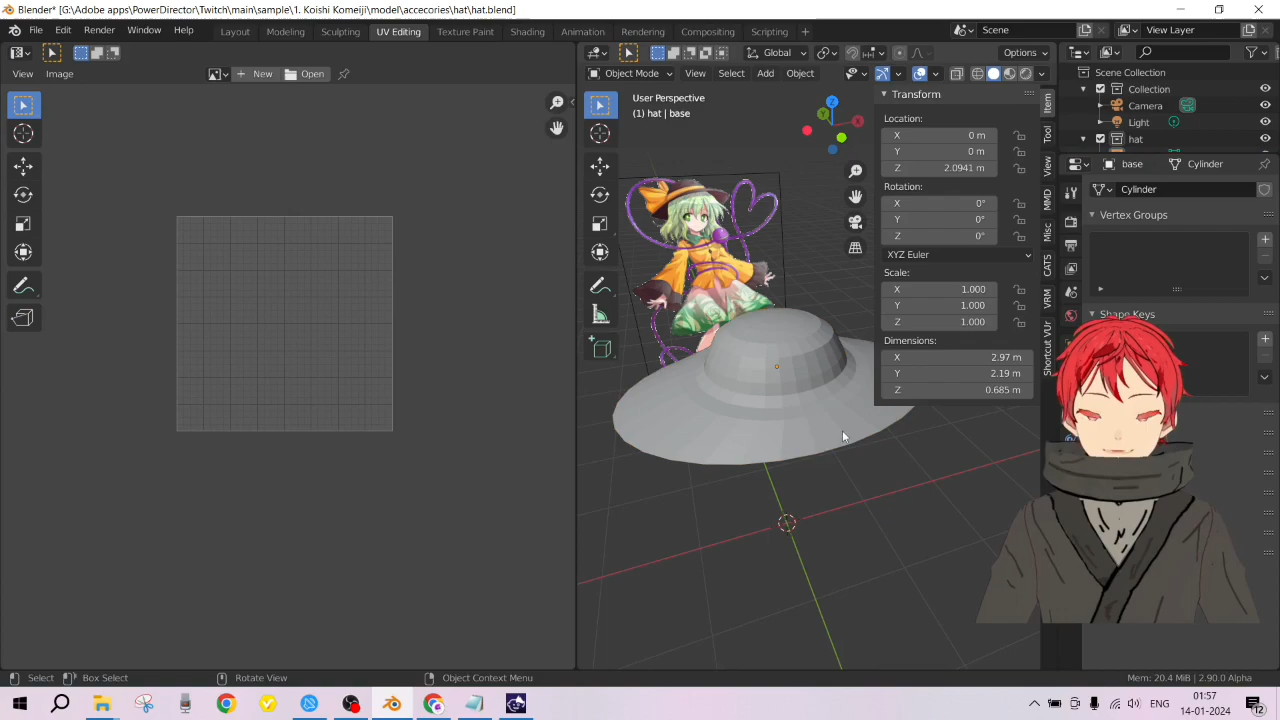 Blender* [G:\Adobe apps\PowerDirector\Twitch\main\sample\1. Koishi Komeiji\model\accecories\hat\hat.blend]
File Edit Render Window Help Layout Modeling Sculpting UV Editing Texture Paint Shading Animation Rendering Compositing Scripting + Scene View Layer
New Open Global Options
View Image Object Mode View Select Add Object
User Perspective
(1) hat | base
Transform
Location:
X 0 m
Y 0 m
Z 2.0941 m
Rotation:
X 0°
Y 0°
Z 0°
XYZ Euler
Scale:
X 1.000
Y 1.000
Z 1.000
Dimensions:
X 2.97 m
Y 2.19 m
Z 0.685 m
Item
Tool
View
MMD
Misc
CATS
VRM
Shortcut VUr
Scene Collection
Collection
Camera
Light
hat
base Cylinder
Cylinder
Vertex Groups
Shape Keys
Select Box Select Rotate View Object Context Menu Mem: 20.4 MiB | 2.90.0 Alpha
ENG
01:57
14-01-2024
12